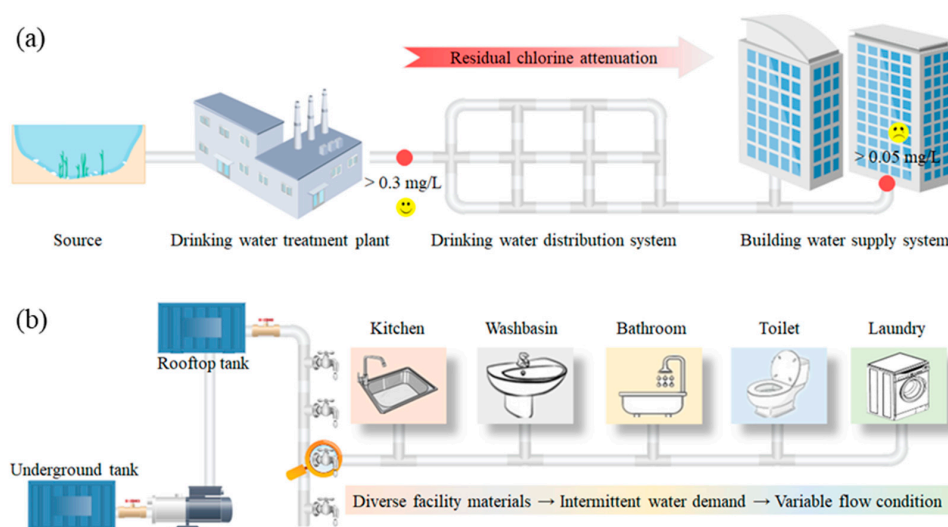 (a)
Residual chlorine attenuation
> 0.3 mg/L
> 0.05 mg/L
Source
Drinking water treatment plant
Drinking water distribution system
Building water supply system
(b)
Rooftop tank
Kitchen
Washbasin
Bathroom
Toilet
Laundry
Underground tank
Diverse facility materials → Intermittent water demand → Variable flow condition